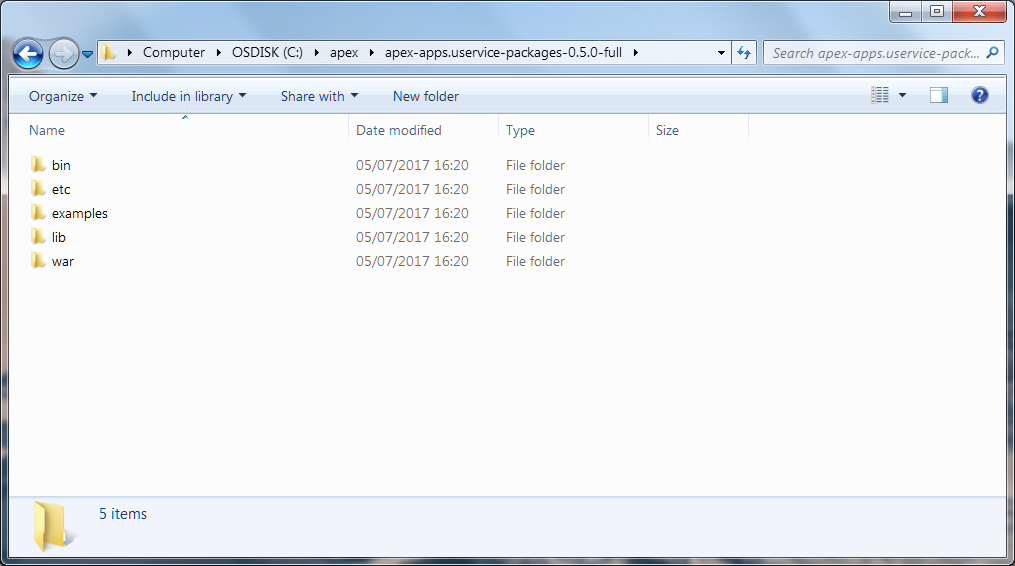 Computer OSDISK (C:) apex apex-apps.uservice-packages-0.5.0-full Search apex-apps.uservice-pack...
Organize Include in library Share with New folder
Name Date modified Type Size
bin 05/07/2017 16:20 File folder
etc 05/07/2017 16:20 File folder
examples 05/07/2017 16:20 File folder
lib 05/07/2017 16:20 File folder
war 05/07/2017 16:20 File folder
5 items